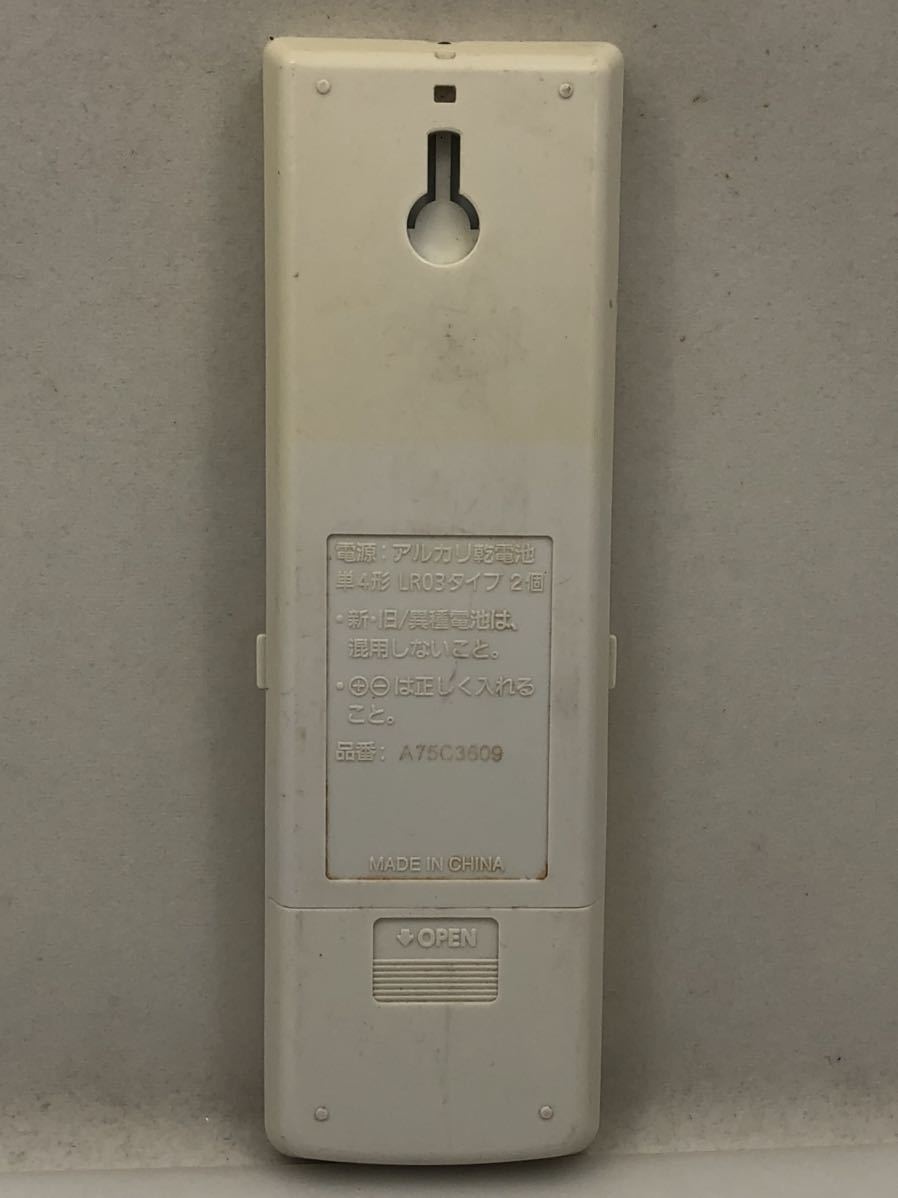 電源：アルカリ乾電池
単4形 LR03タイプ 2個
・新・旧/異種電池は、
混用しないこと。
・⊕⊖は正しく入れる
こと。
品番： A75C3609
MADE IN CHINA
⇩OPEN